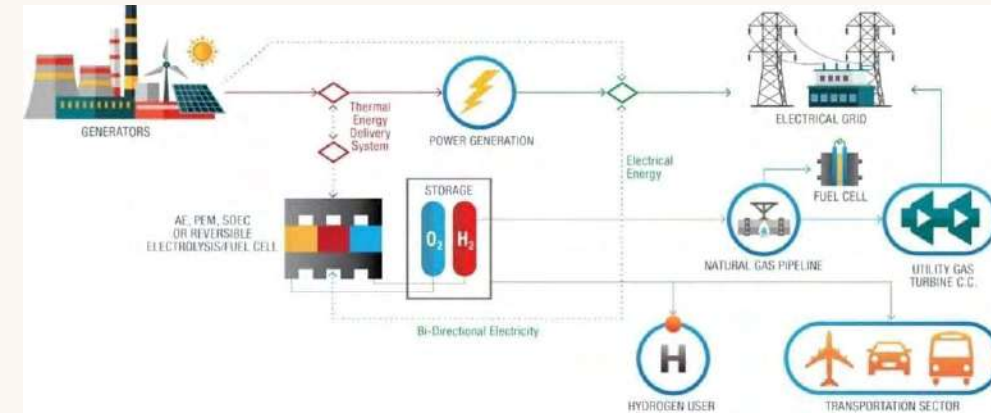 GENERATORS
Thermal
Energy
Delivery
System
POWER GENERATION
Electrical
Energy
ELECTRICAL GRID
FUEL CELL
AE, PEM, SOEC
OR REVERSIBLE
ELECTROLYSIS/FUEL CELL
STORAGE
O₂
H₂
NATURAL GAS PIPELINE
UTILITY GAS
TURBINE C.C.
Bi-Directional Electricity
H
HYDROGEN USER
TRANSPORTATION SECTOR